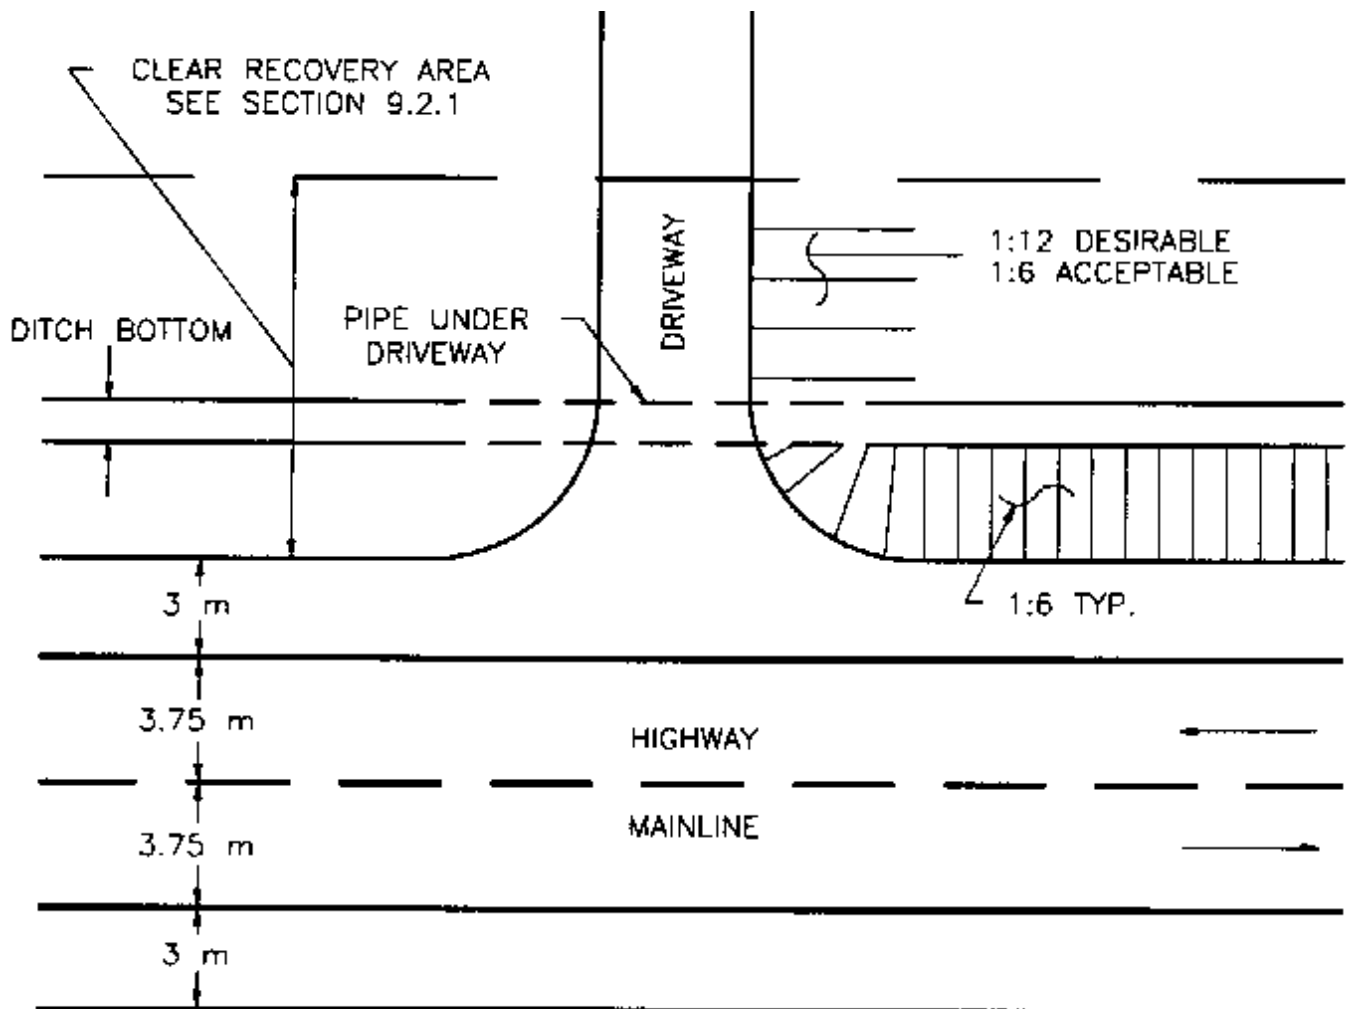 CLEAR RECOVERY AREA
SEE SECTION 9.2.1
DRIVEWAY
1:12 DESIRABLE
1:6 ACCEPTABLE
DITCH BOTTOM
PIPE UNDER
DRIVEWAY
3 m
1:6 TYP.
3.75 m
HIGHWAY
3.75 m
MAINLINE
3 m